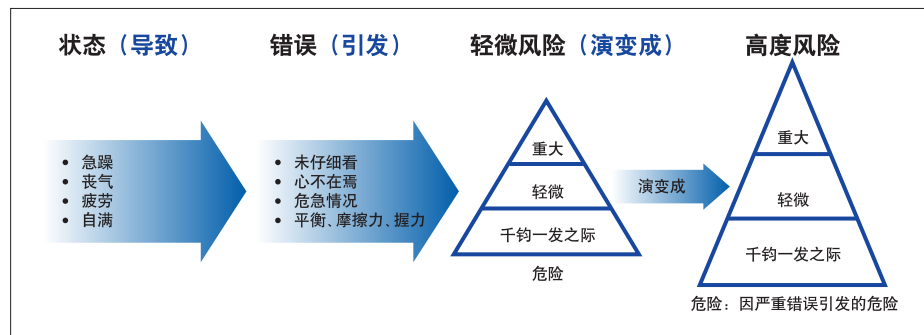 状态（导致）
错误（引发）
轻微风险（演变成）
高度风险
• 急躁
• 丧气
• 疲劳
• 自满
• 未仔细看
• 心不在焉
• 危急情况
• 平衡、摩擦力、握力
重大
轻微
千钧一发之际
危险
演变成
重大
轻微
千钧一发之际
危险：因严重错误引发的危险